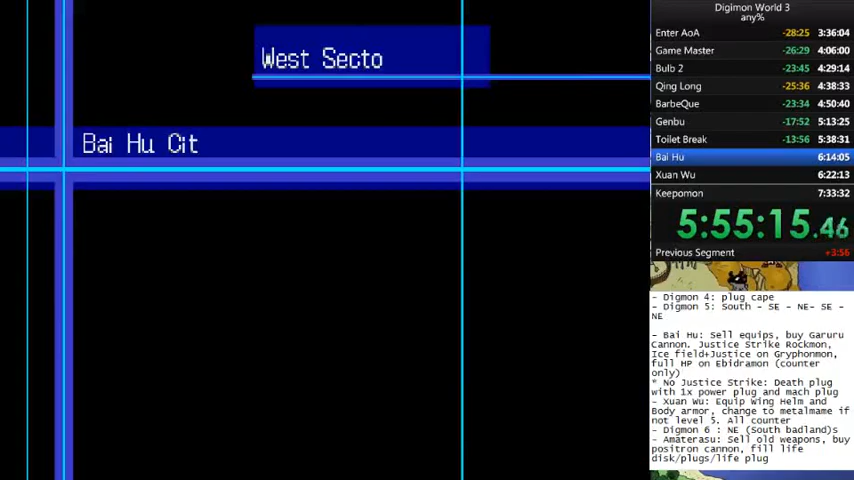 West Secto
Bai Hu Cit
Digimon World 3
any%
Enter AoA -28:25 3:36:04
Game Master -26:29 4:06:00
Bulb 2 -23:45 4:29:14
Qing Long -25:36 4:38:33
BarbeQue -23:34 4:50:40
Genbu -17:52 5:13:25
Toilet Break -13:56 5:38:31
Bai Hu 6:14:05
Xuan Wu 6:22:13
Keepomon 7:33:32
5:55:15.46
Previous Segment +3:56
- Digmon 4: plug cape
- Digmon 5: South - SE - NE- SE -
NE
- Bai Hu: Sell equips, buy Garuru
Cannon. Justice Strike Rockmon,
Ice field+Justice on Gryphonmon,
full HP on Ebidramon (counter
only)
* No Justice Strike: Death plug
with 1x power plug and mach plug
- Xuan Wu: Equip Wing Helm and
Body armor, change to metalmame if
not level 5. All counter
- Digmon 6 : NE (South badland)s
- Amaterasu: Sell old weapons, buy
positron cannon, fill life
disk/plugs/life plug